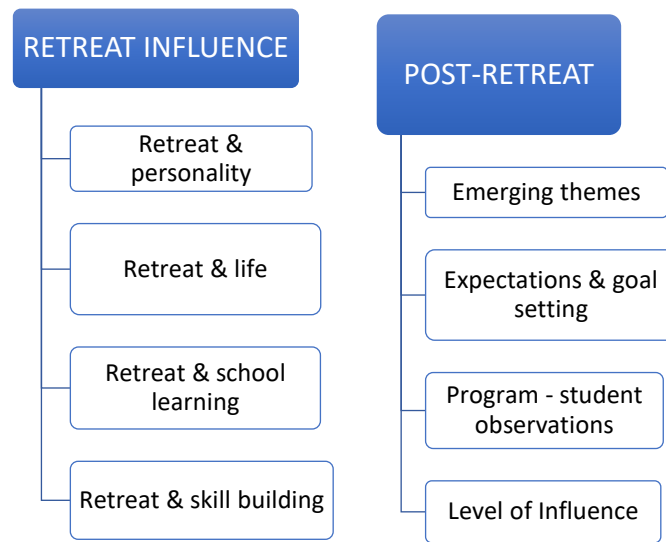 RETREAT INFLUENCE
Retreat &
personality
Retreat & life
Retreat & school
learning
Retreat & skill building
POST-RETREAT
Emerging themes
Expectations & goal
setting
Program - student
observations
Level of Influence